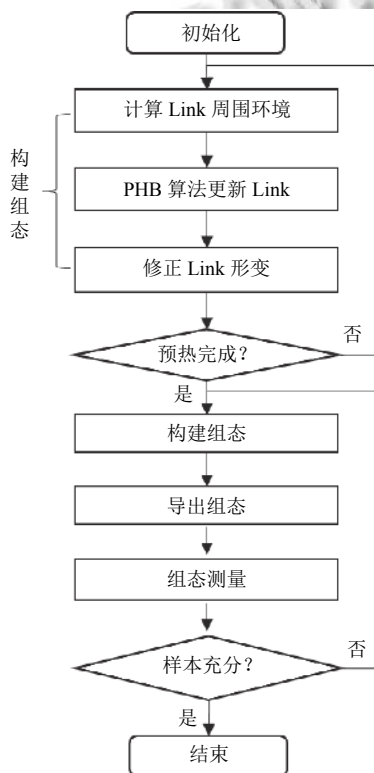 初始化
计算 Link 周围环境
构建组态
PHB 算法更新 Link
修正 Link 形变
预热完成？
否
是
构建组态
导出组态
组态测量
样本充分？
否
是
结束